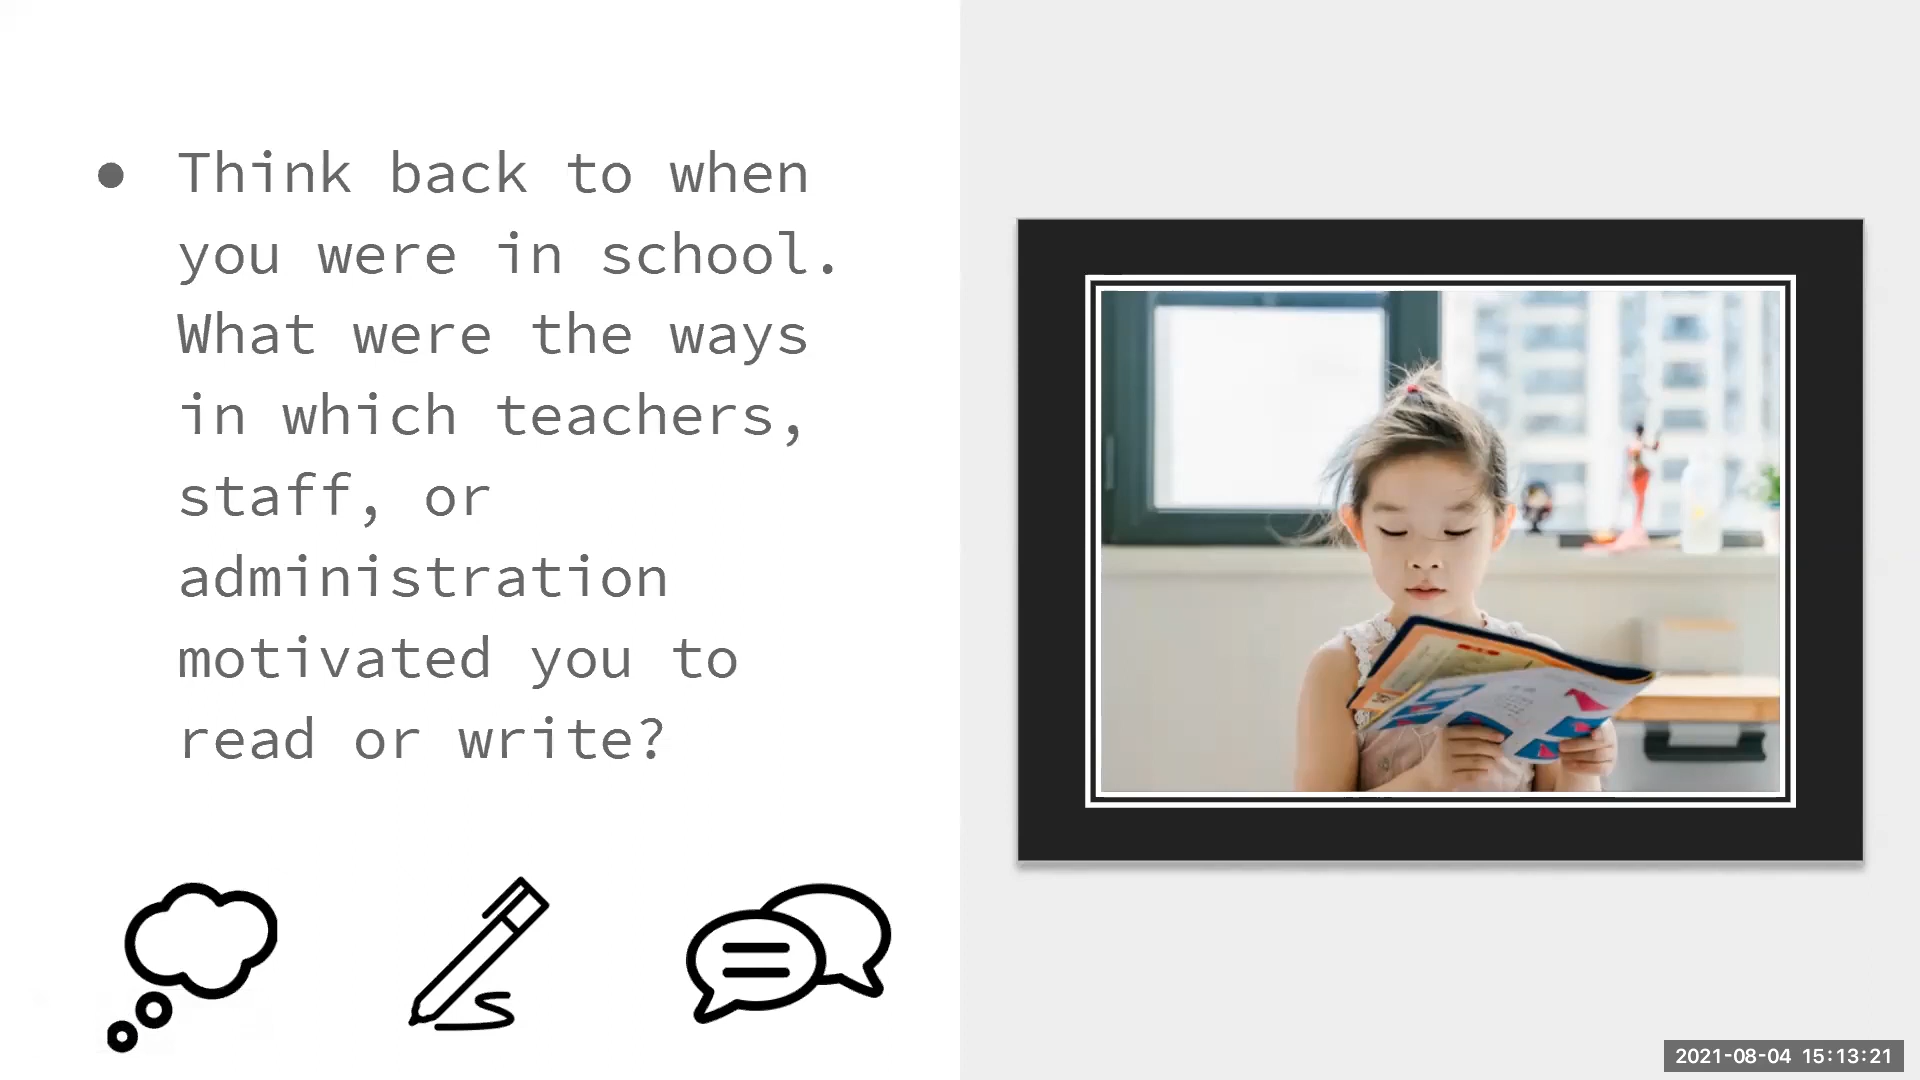 ● Think back to when
you were in school.
What were the ways
in which teachers,
staff, or
administration
motivated you to
read or write?
2021-08-04 15:13:21